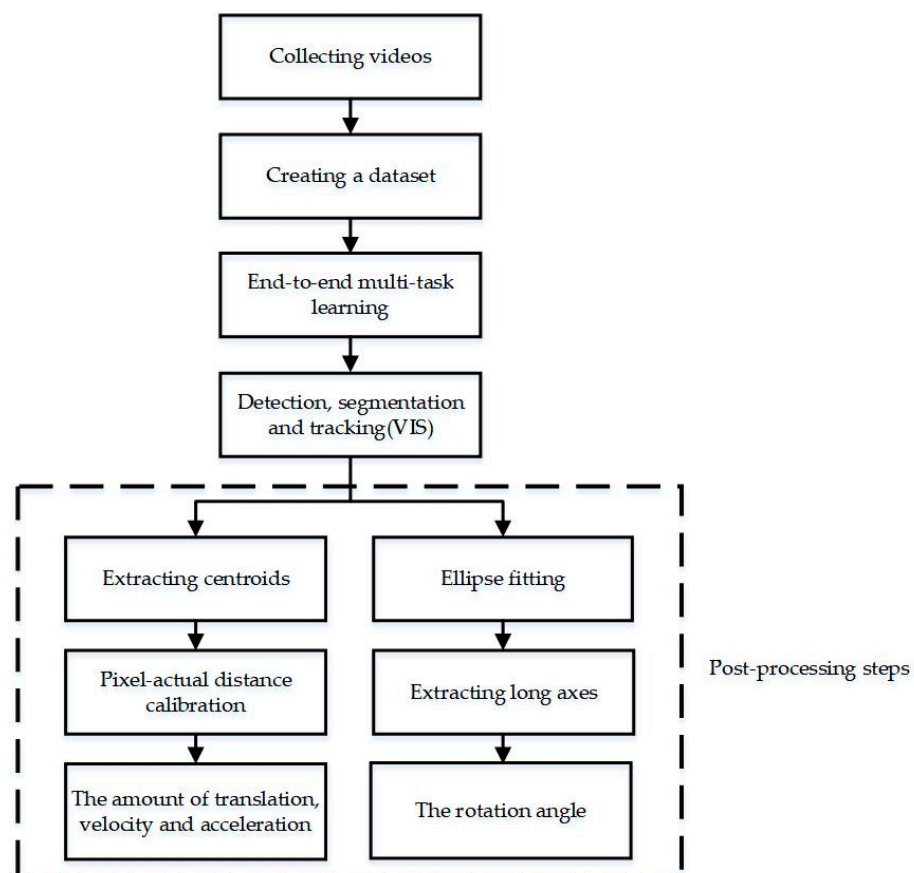 Collecting videos
Creating a dataset
End-to-end multi-task
learning
Detection, segmentation
and tracking(VIS)
Extracting centroids
Ellipse fitting
Pixel-actual distance
calibration
Extracting long axes
Post-processing steps
The amount of translation,
velocity and acceleration
The rotation angle